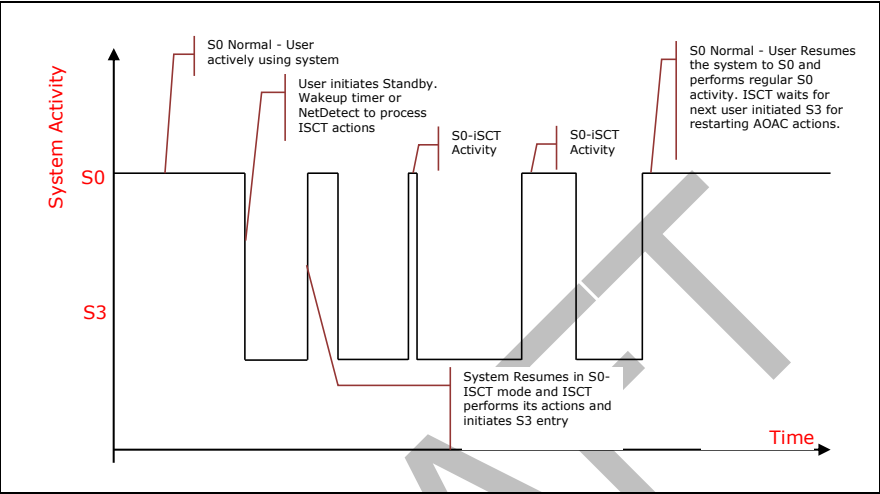 S0 Normal - User
actively using system
User initiates Standby.
Wakeup timer or
NetDetect to process
ISCT actions
S0-iSCT
Activity
S0-iSCT
Activity
S0 Normal - User Resumes
the system to S0 and
performs regular S0
activity. ISCT waits for
next user initiated S3 for
restarting AOAC actions.
System Activity
S0
S3
System Resumes in S0-
ISCT mode and ISCT
performs its actions and
initiates S3 entry
Time